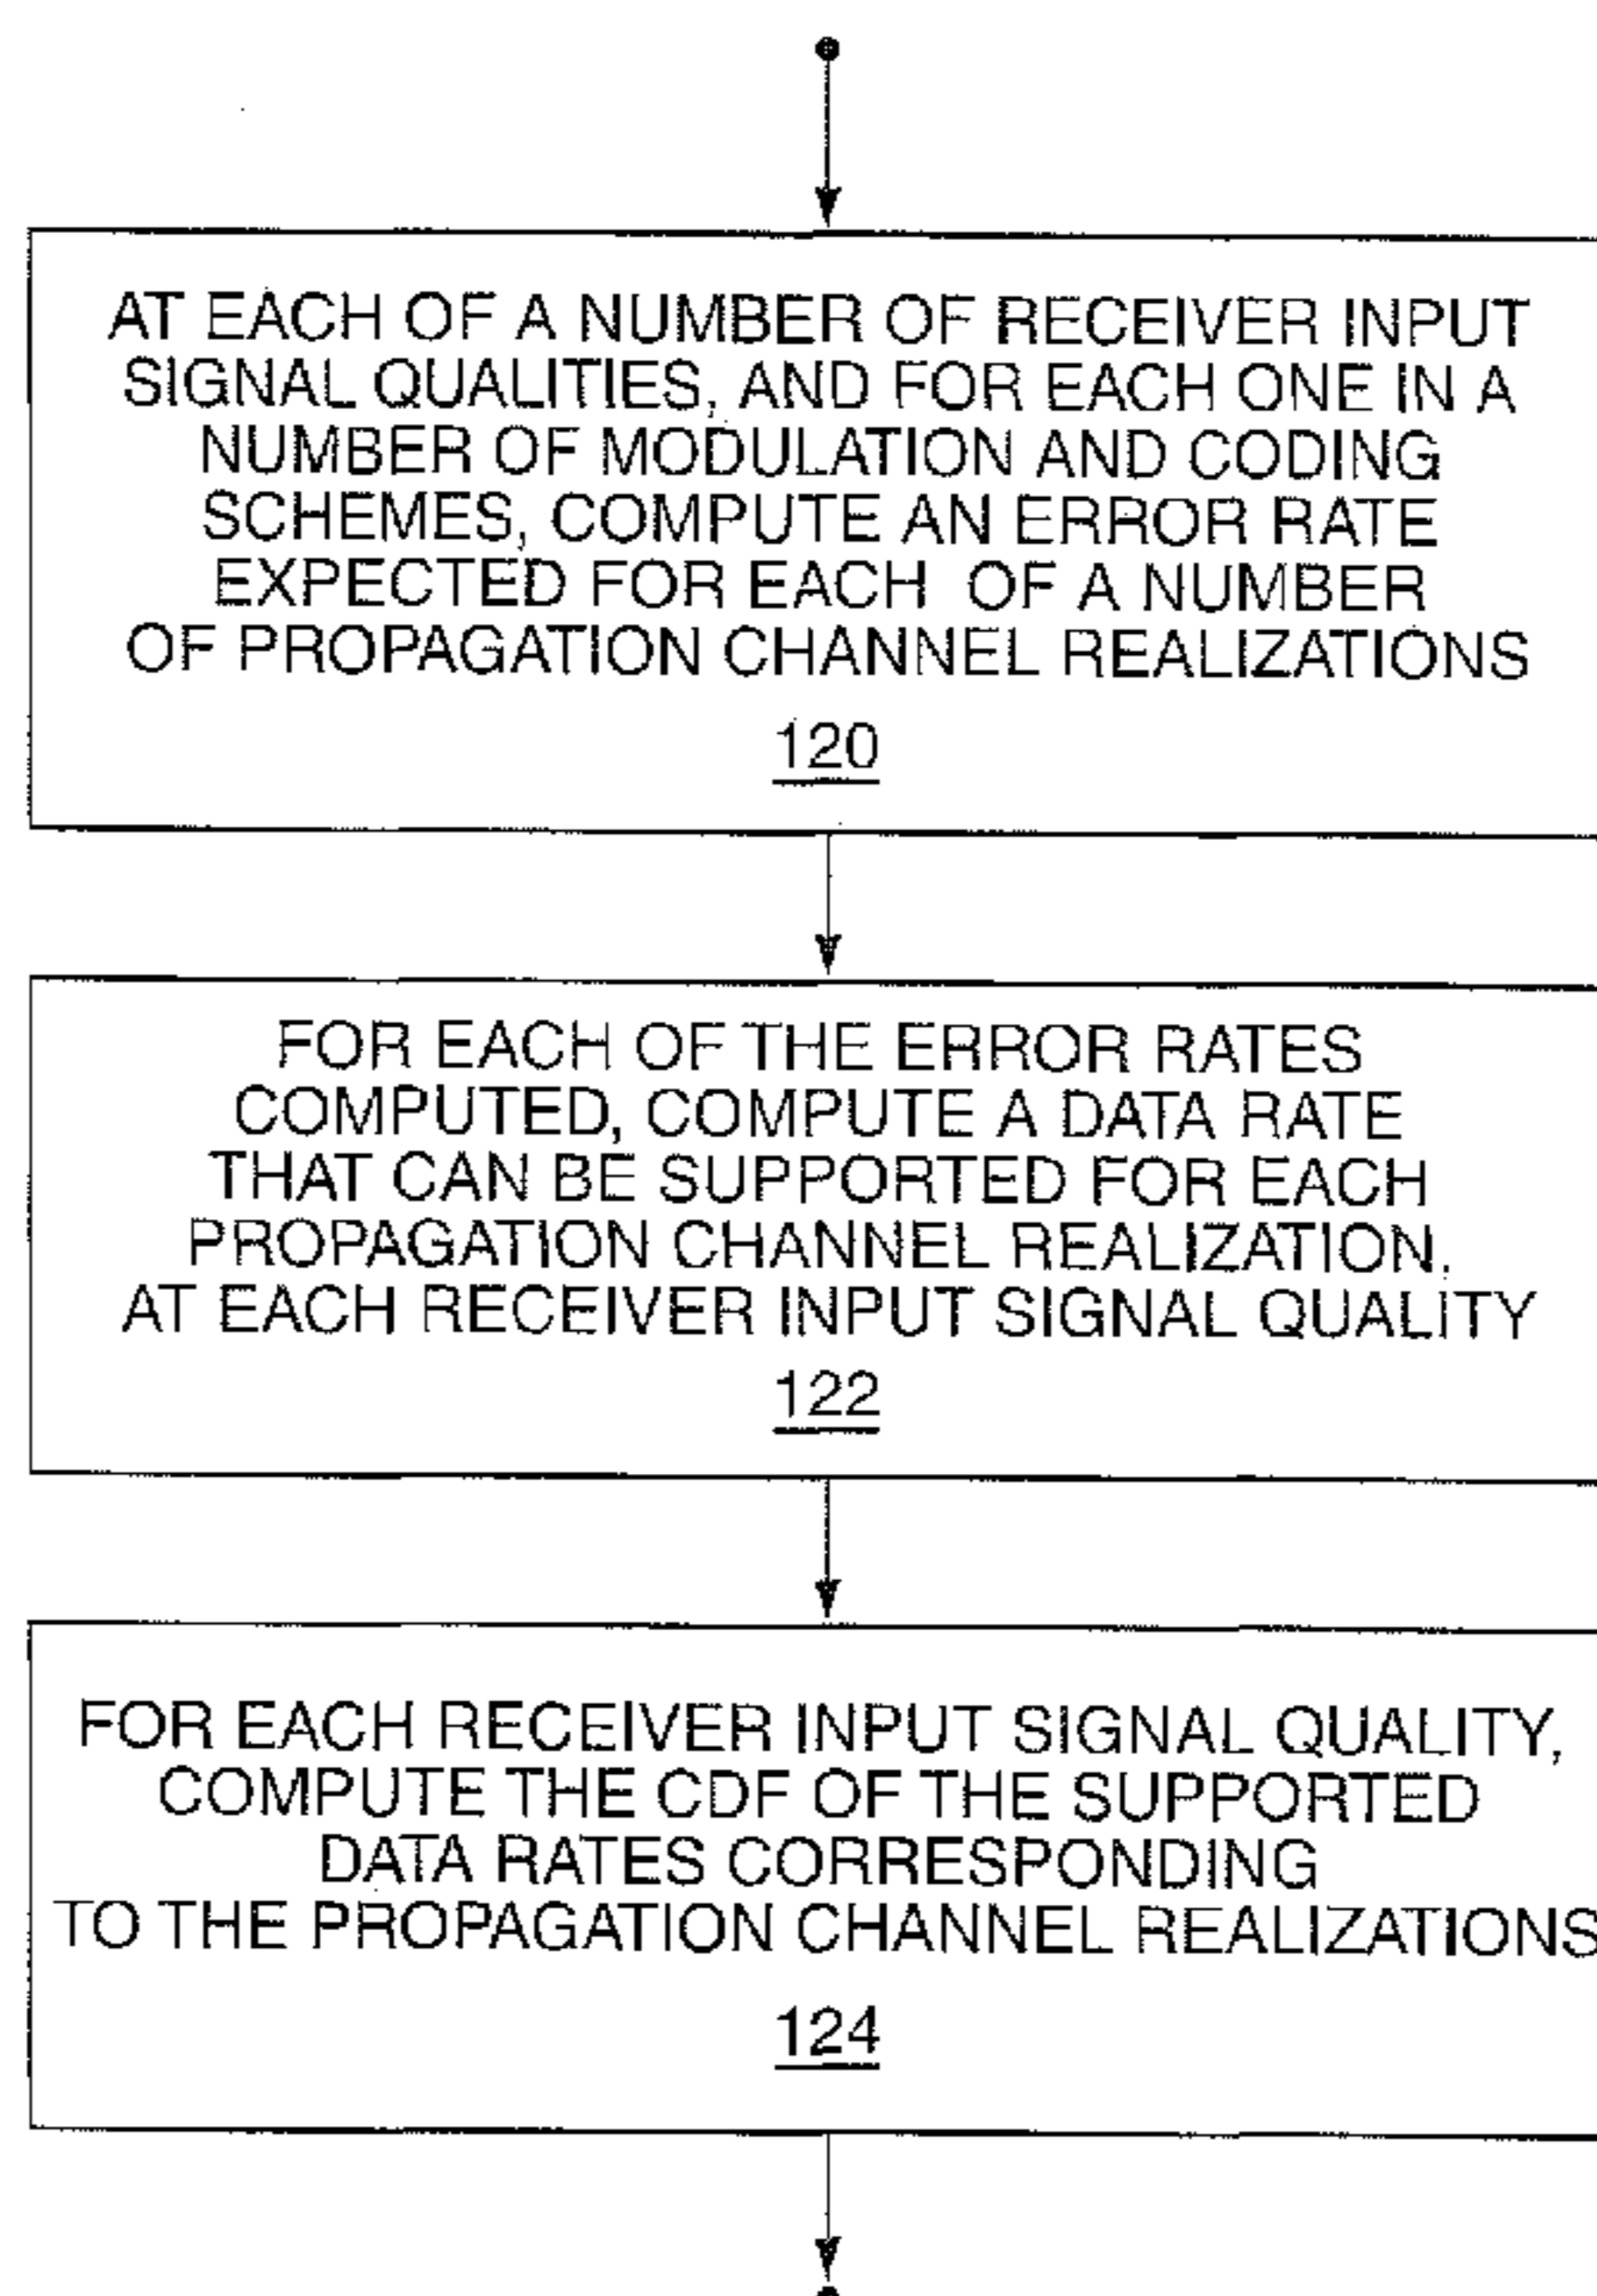 AT EACH OF A NUMBER OF RECEIVER INPUT
SIGNAL QUALITIES, AND FOR EACH ONE IN A
NUMBER OF MODULATION AND CODING
SCHEMES, COMPUTE AN ERROR RATE
EXPECTED FOR EACH OF A NUMBER
OF PROPAGATION CHANNEL REALIZATIONS
120
FOR EACH OF THE ERROR RATES
COMPUTED, COMPUTE A DATA RATE
THAT CAN BE SUPPORTED FOR EACH
PROPAGATION CHANNEL REALIZATION.
AT EACH RECEIVER INPUT SIGNAL QUALITY
122
FOR EACH RECEIVER INPUT SIGNAL QUALITY,
COMPUTE THE CDF OF THE SUPPORTED
DATA RATES CORRESPONDING
TO THE PROPAGATION CHANNEL REALIZATIONS
124